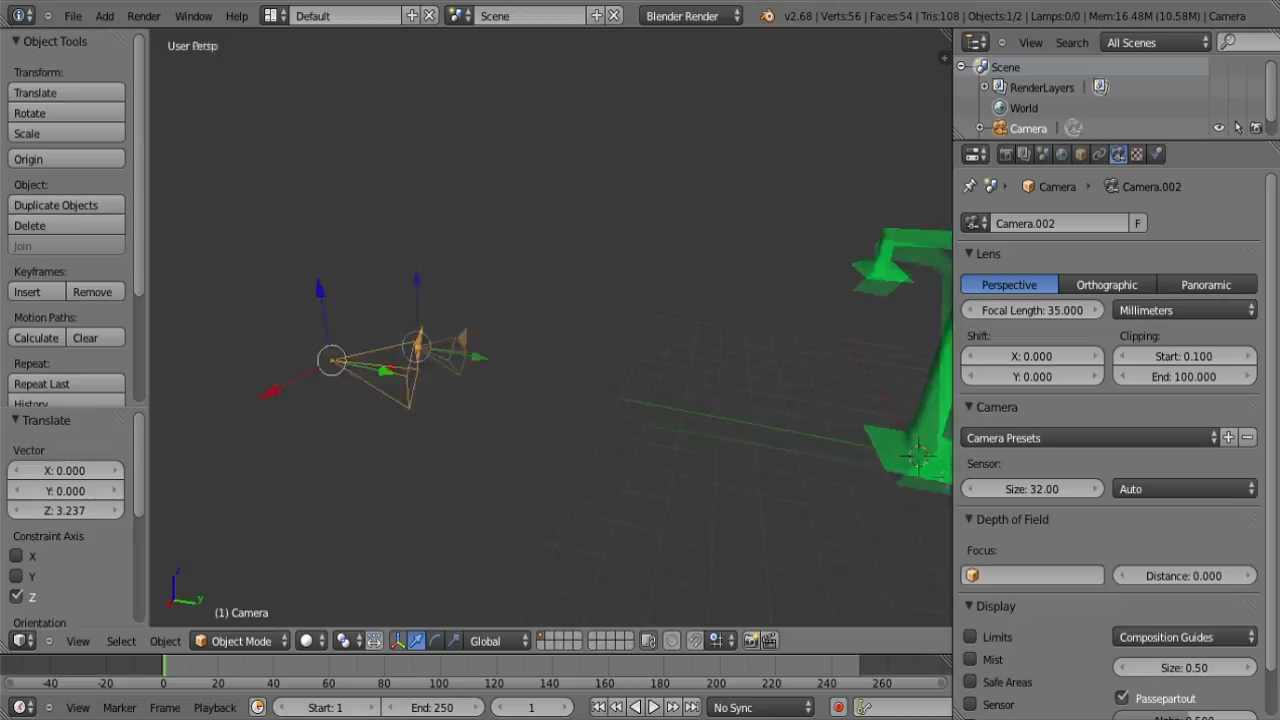 File Add Render Window Help Default Scene Blender Render v2.68 | Verts:56 | Faces:54 | Tris:108 | Objects:1/2 | Lamps:0/0 | Mem:16.48M (10.58M) | Camera
Object Tools
Transform:
Translate
Rotate
Scale
Origin
Object:
Duplicate Objects
Delete
Join
Keyframes:
Insert Remove
Motion Paths:
Calculate Clear
Repeat:
Repeat Last
History...
Translate
Vector
X: 0.000
Y: 0.000
Z: 3.237
Constraint Axis
X
Y
Z
Orientation
User Persp
z
y
(1) Camera
View Select Object Object Mode Global
-40 -20 0 20 40 60 80 100 120 140 160 180 200 220 240 260
View Marker Frame Playback Start: 1 End: 250 1 No Sync
View Search All Scenes
Scene
RenderLayers |
World
Camera |
Camera Camera.002
Camera.002 F
Lens
Perspective Orthographic Panoramic
Focal Length: 35.000 Millimeters
Shift: Clipping:
X: 0.000 Start: 0.100
Y: 0.000 End: 100.000
Camera
Camera Presets
Sensor:
Size: 32.00 Auto
Depth of Field
Focus:
Distance: 0.000
Display
Limits Composition Guides
Mist Size: 0.50
Safe Areas
Sensor Passepartout